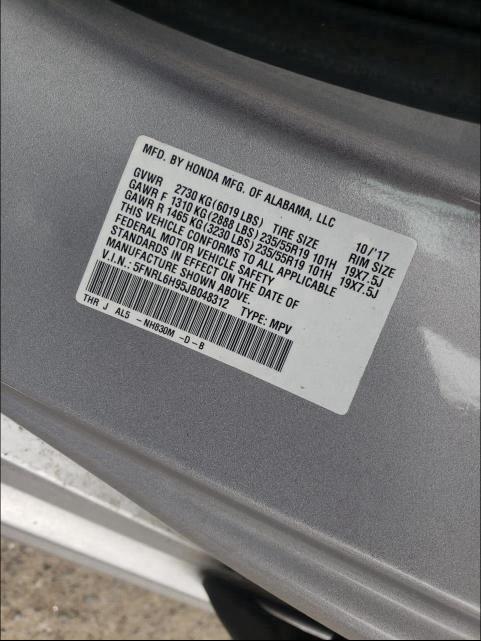 MFD. BY HONDA MFG. OF ALABAMA, LLC 10/'17
GVWR 2730 KG (6019 LBS) TIRE SIZE RIM SIZE
GAWR F 1310 KG (2888 LBS) 235/55R19 101H 19X7.5J
GAWR R 1465 KG (3230 LBS) 235/55R19 101H 19X7.5J
THIS VEHICLE CONFORMS TO ALL APPLICABLE
FEDERAL MOTOR VEHICLE SAFETY
STANDARDS IN EFFECT ON THE DATE OF
MANUFACTURE SHOWN ABOVE.
V.I.N.: 5FNRL6H95JB048312 TYPE: MPV
THR J AL5 - NH830M - D - B